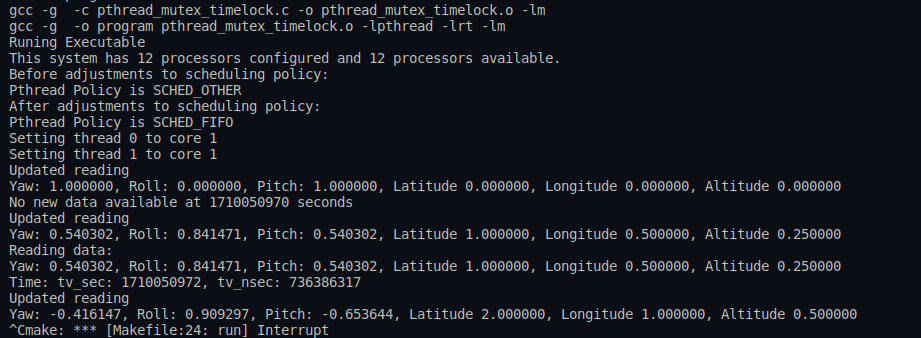 gcc -g  -c pthread_mutex_timelock.c -o pthread_mutex_timelock.o -lm
gcc -g  -o program pthread_mutex_timelock.o -lpthread -lrt -lm
Runing Executable
This system has 12 processors configured and 12 processors available.
Before adjustments to scheduling policy:
Pthread Policy is SCHED_OTHER
After adjustments to scheduling policy:
Pthread Policy is SCHED_FIFO
Setting thread 0 to core 1
Setting thread 1 to core 1
Updated reading
Yaw: 1.000000, Roll: 0.000000, Pitch: 1.000000, Latitude 0.000000, Longitude 0.000000, Altitude 0.000000
No new data available at 1710050970 seconds
Updated reading
Yaw: 0.540302, Roll: 0.841471, Pitch: 0.540302, Latitude 1.000000, Longitude 0.500000, Altitude 0.250000
Reading data:
Yaw: 0.540302, Roll: 0.841471, Pitch: 0.540302, Latitude 1.000000, Longitude 0.500000, Altitude 0.250000
Time: tv_sec: 1710050972, tv_nsec: 736386317
Updated reading
Yaw: -0.416147, Roll: 0.909297, Pitch: -0.653644, Latitude 2.000000, Longitude 1.000000, Altitude 0.500000
^Cmake: *** [Makefile:24: run] Interrupt